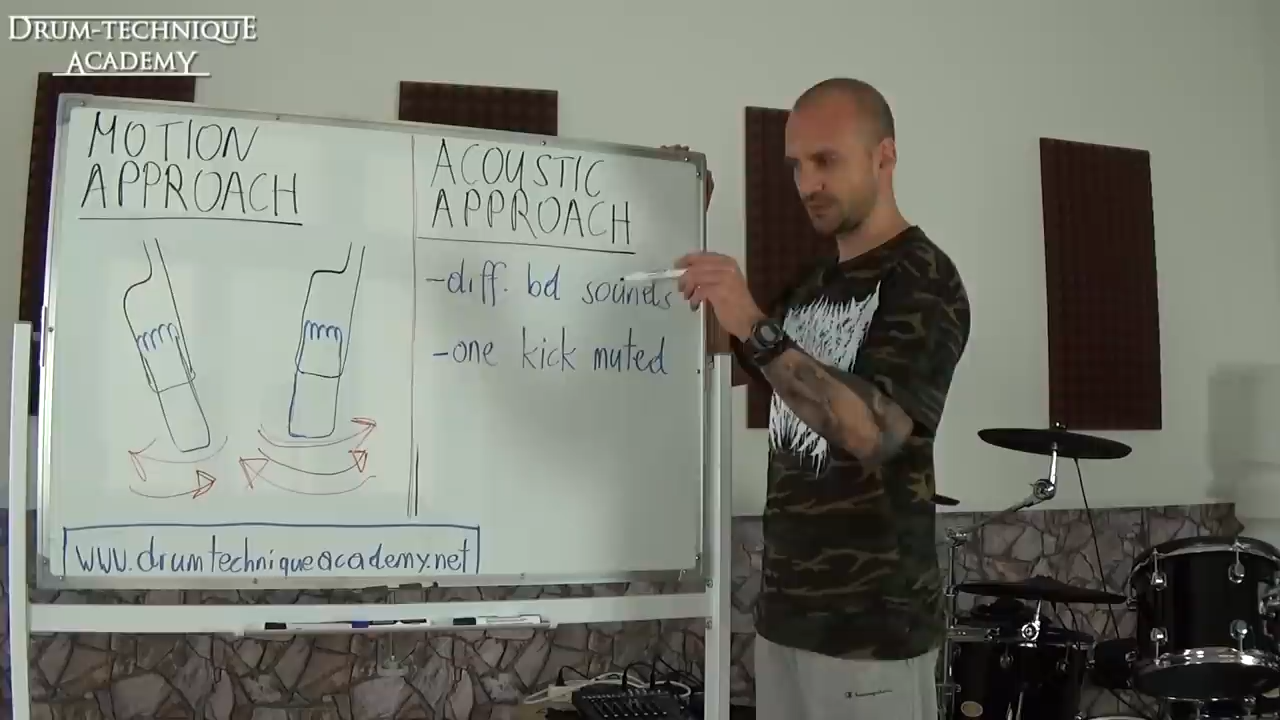 DRUM-TECHNIQUE
ACADEMY
MOTION
APPROACH
ACOUSTIC
APPROACH
-diff. bd sounds
-one kick muted
www.drumtechniqueacademy.net